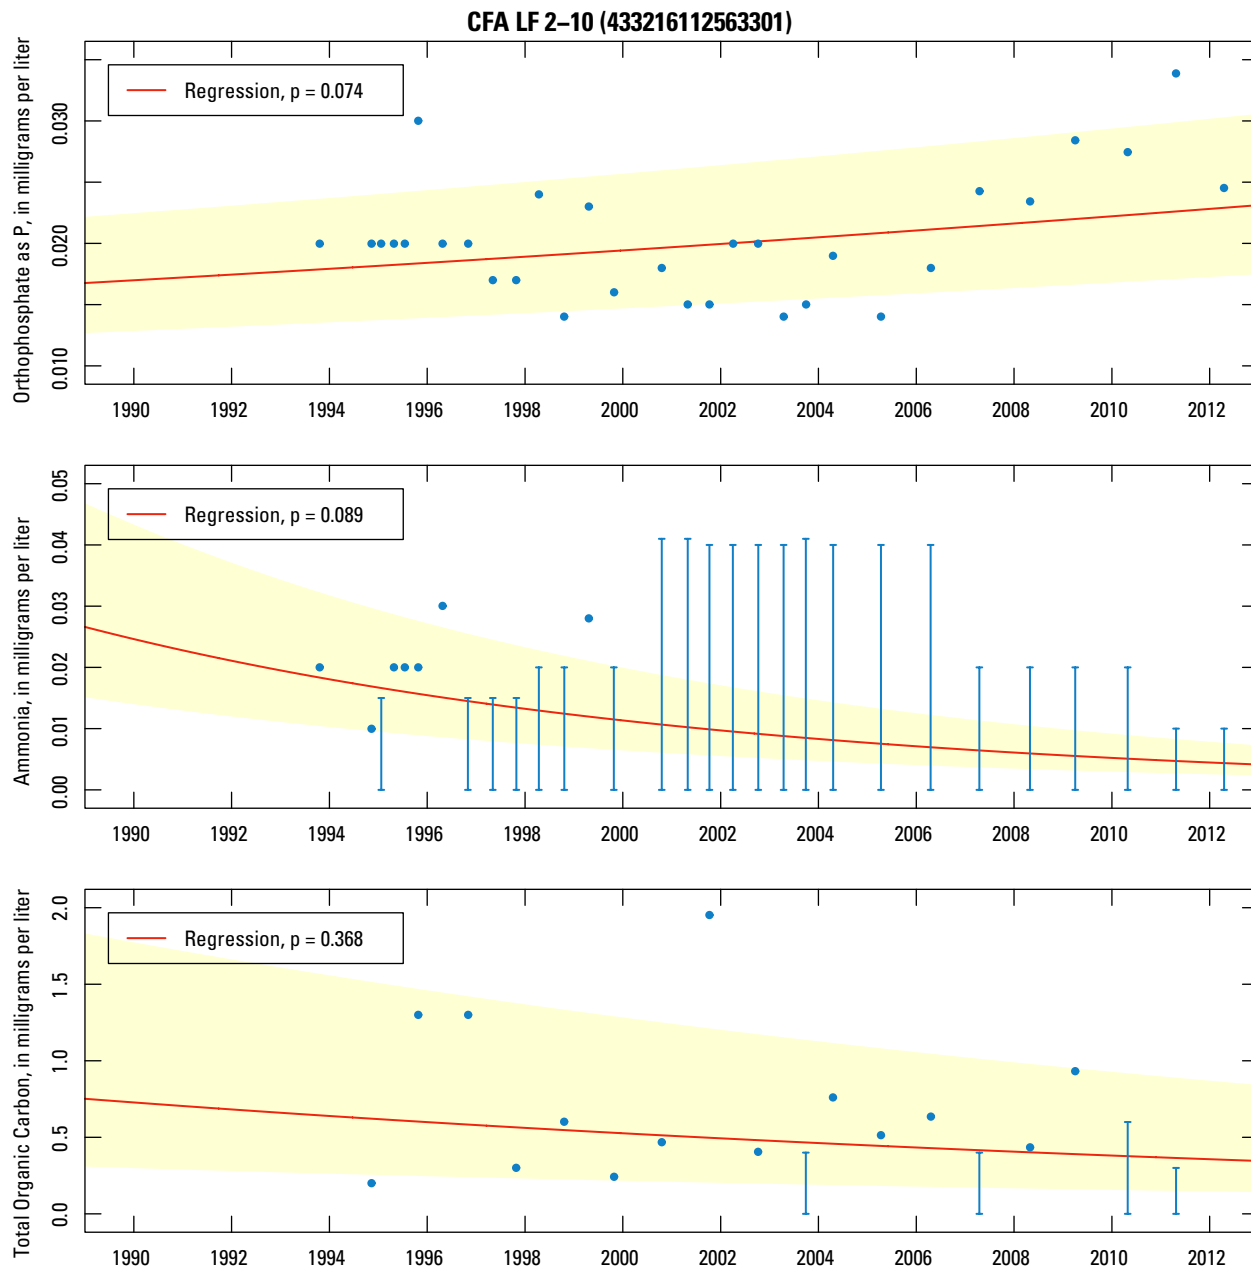 CFA LF 2–10 (433216112563301)
Orthophosphate as P, in milligrams per liter
Regression, p = 0.074
0.030
0.020
0.010
1990 1992 1994 1996 1998 2000 2002 2004 2006 2008 2010 2012
Ammonia, in milligrams per liter
Regression, p = 0.089
0.05
0.04
0.03
0.02
0.01
0.00
1990 1992 1994 1996 1998 2000 2002 2004 2006 2008 2010 2012
Total Organic Carbon, in milligrams per liter
Regression, p = 0.368
2.0
1.5
1.0
0.5
0.0
1990 1992 1994 1996 1998 2000 2002 2004 2006 2008 2010 2012